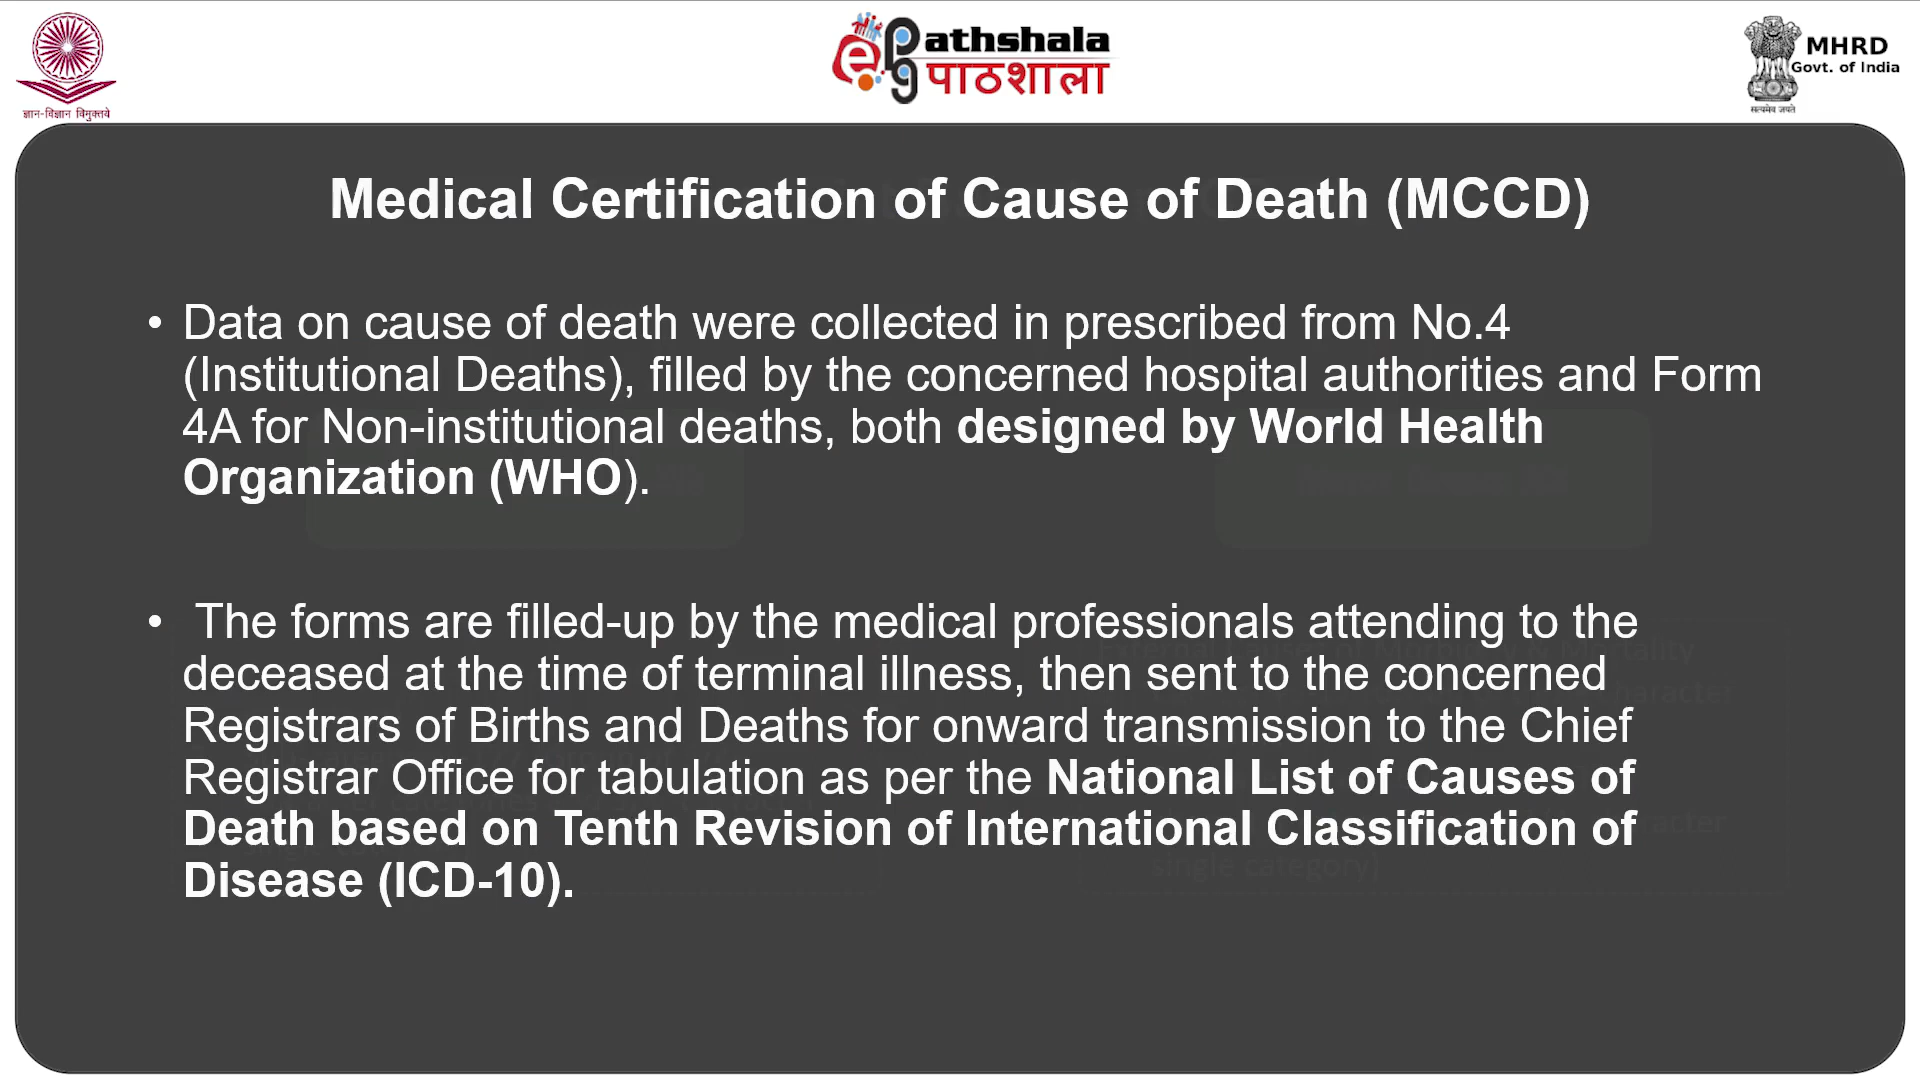 ज्ञान-विज्ञान विमुक्तये
ePathshala
पाठशाला
MHRD
Govt. of India
सत्यमेव जयते
Medical Certification of Cause of Death (MCCD)
• Data on cause of death were collected in prescribed from No.4
(Institutional Deaths), filled by the concerned hospital authorities and Form
4A for Non-institutional deaths, both designed by World Health
Organization (WHO).
• The forms are filled-up by the medical professionals attending to the
deceased at the time of terminal illness, then sent to the concerned
Registrars of Births and Deaths for onward transmission to the Chief
Registrar Office for tabulation as per the National List of Causes of
Death based on Tenth Revision of International Classification of
Disease (ICD-10).